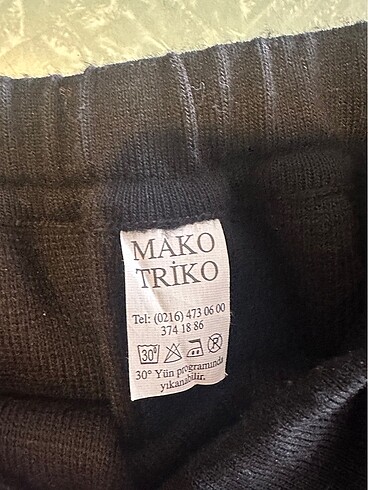 MAKO
TRİKO
Tel: (0216) 473 06 00
374 18 86
30°
30° Yün programında
yıkanabilir.